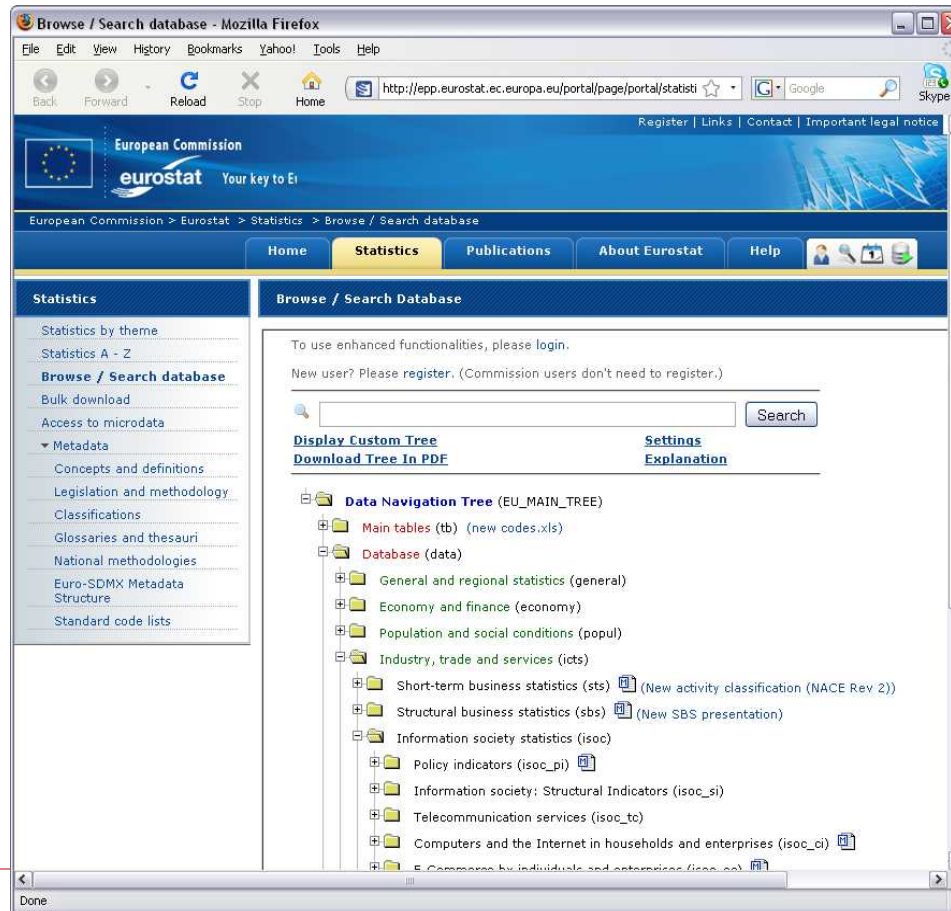 Browse / Search database - Mozilla Firefox
File Edit View History Bookmarks Yahoo! Tools Help
Back Forward Reload Stop Home http://epp.eurostat.ec.europa.eu/portal/page/portal/statisti Google Skype
Register | Links | Contact | Important legal notice
European Commission
eurostat Your key to E
European Commission > Eurostat > Statistics > Browse / Search database
Home Statistics Publications About Eurostat Help
Statistics
Statistics by theme
Statistics A - Z
Browse / Search database
Bulk download
Access to microdata
Metadata
Concepts and definitions
Legislation and methodology
Classifications
Glossaries and thesauri
National methodologies
Euro-SDMX Metadata
Structure
Standard code lists
Browse / Search Database
To use enhanced functionalities, please login.
New user? Please register. (Commission users don't need to register.)
Search
Display Custom Tree Settings
Download Tree In PDF Explanation
Data Navigation Tree (EU_MAIN_TREE)
Main tables (tb) (new codes.xls)
Database (data)
General and regional statistics (general)
Economy and finance (economy)
Population and social conditions (popul)
Industry, trade and services (icts)
Short-term business statistics (sts) (New activity classification (NACE Rev 2))
Structural business statistics (sbs) (New SBS presentation)
Information society statistics (isoc)
Policy indicators (isoc_pi)
Information society: Structural Indicators (isoc_si)
Telecommunication services (isoc_tc)
Computers and the Internet in households and enterprises (isoc_ci)
E-Commerce by individuals and enterprises (isoc_ec)
Done